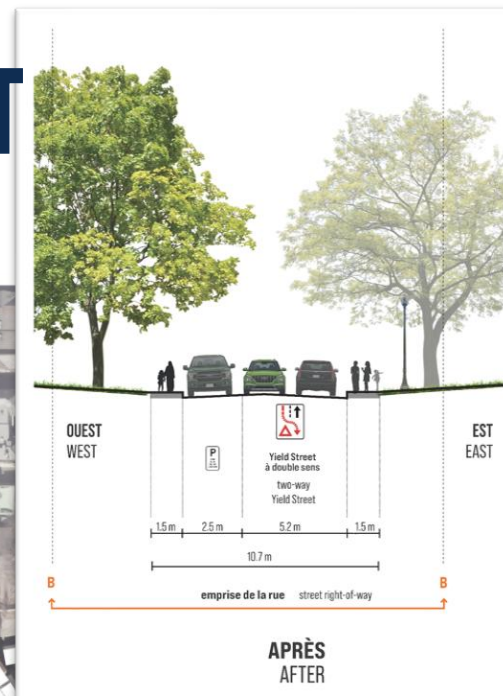 T
OUEST
WEST
EST
EAST
P
Yield Street
à double sens
two-way
Yield Street
1.5 m
2.5 m
5.2 m
1.5 m
10.7 m
B
B
emprise de la rue street right-of-way
APRÈS
AFTER